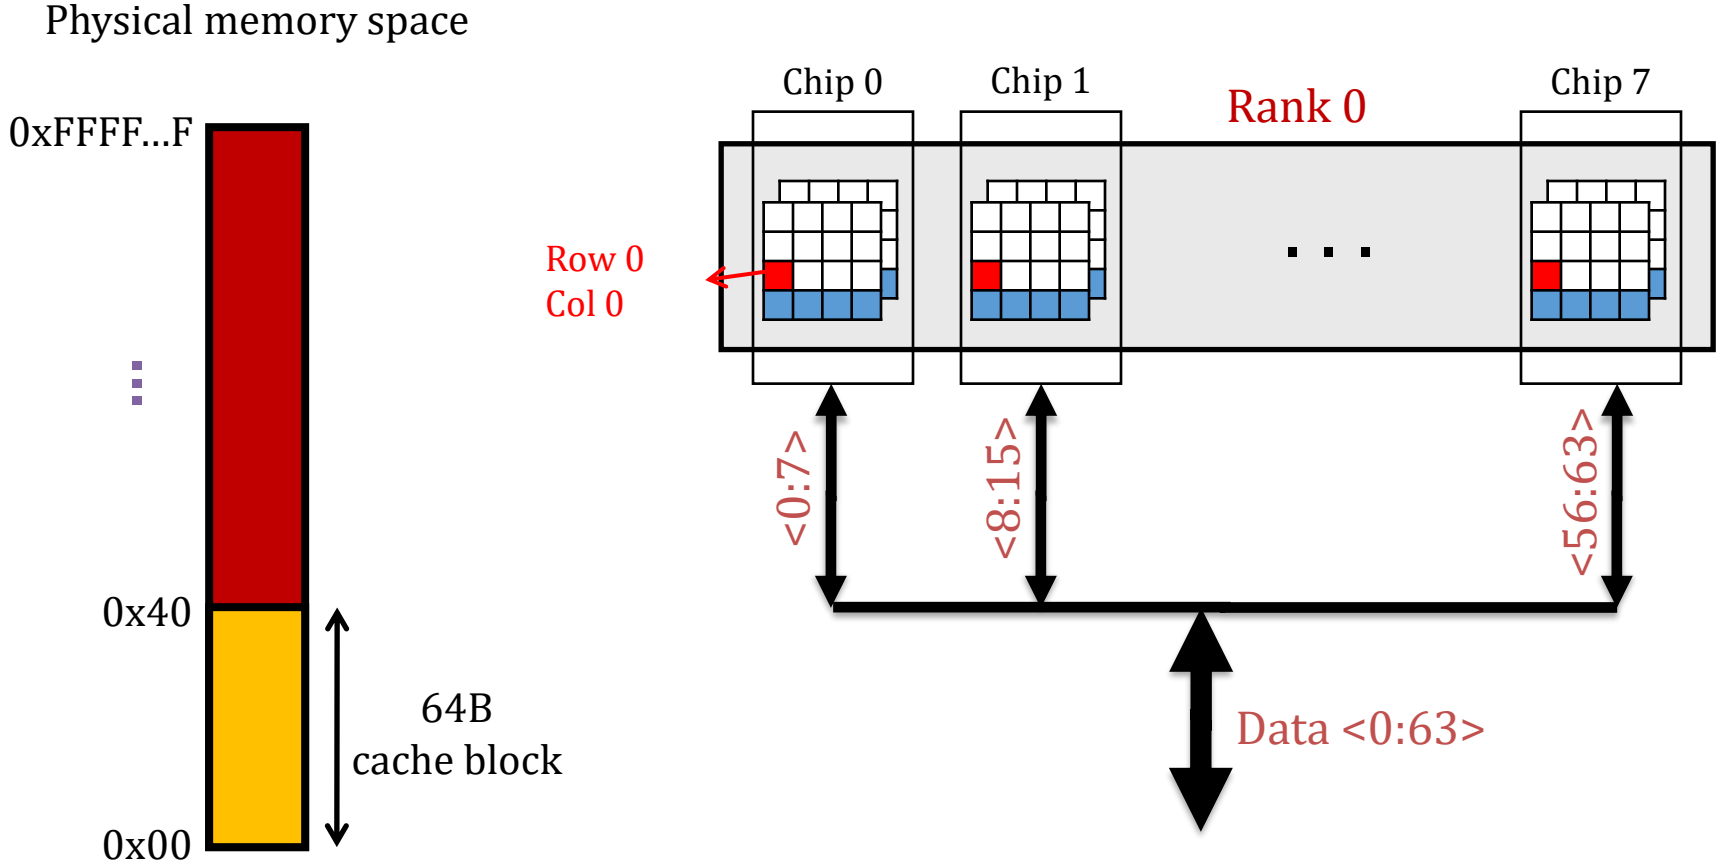 Physical memory space
0xFFFF...F
0x40
64B
cache block
0x00
Chip 0
Chip 1
Rank 0
Chip 7
Row 0
Col 0
. . .
<0:7>
<8:15>
<56:63>
Data <0:63>